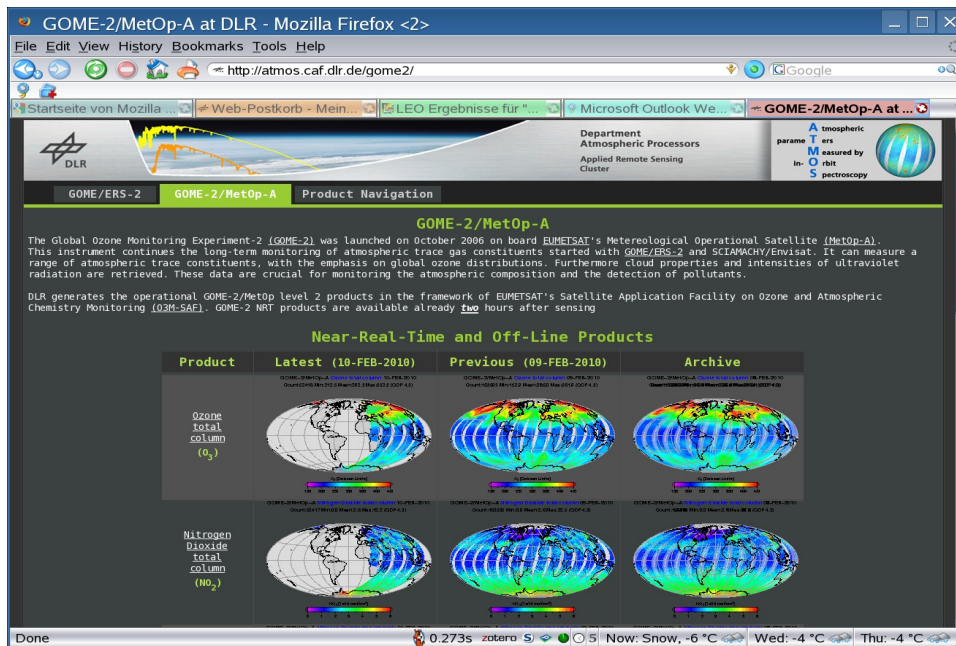 GOME-2/MetOp-A at DLR - Mozilla Firefox <2>
File Edit View History Bookmarks Tools Help
http://atmos.caf.dlr.de/gome2/
Google
Startseite von Mozilla ...
Web-Postkorb - Mein...
LEO Ergebnisse für "...
Microsoft Outlook We...
GOME-2/MetOp-A at ...
DLR
Department
Atmospheric Processors
Applied Remote Sensing
Cluster
A tmospheric
parame T ers
M easured by
in- O rbit
S pectroscopy
GOME/ERS-2
GOME-2/MetOp-A
Product Navigation
GOME-2/MetOp-A
The Global Ozone Monitoring Experiment-2 (GOME-2) was launched on October 2006 on board EUMETSAT's Metereological Operational Satellite (MetOp-A).
This instrument continues the long-term monitoring of atmospheric trace gas constituents started with GOME/ERS-2 and SCIAMACHY/Envisat. It can measure a
range of atmospheric trace constituents, with the emphasis on global ozone distributions. Furthermore cloud properties and intensities of ultraviolet
radiation are retrieved. These data are crucial for monitoring the atmospheric composition and the detection of pollutants.
DLR generates the operational GOME-2/MetOp level 2 products in the framework of EUMETSAT's Satellite Application Facility on Ozone and Atmospheric
Chemistry Monitoring (O3M-SAF). GOME-2 NRT products are available already two hours after sensing
Near-Real-Time and Off-Line Products
Product
Latest (10-FEB-2010)
Previous (09-FEB-2010)
Archive
Ozone
total
column
(O3)
Nitrogen
Dioxide
total
column
(NO2)
Done
0.273s
zotero
S
5
Now: Snow, -6 °C
Wed: -4 °C
Thu: -4 °C